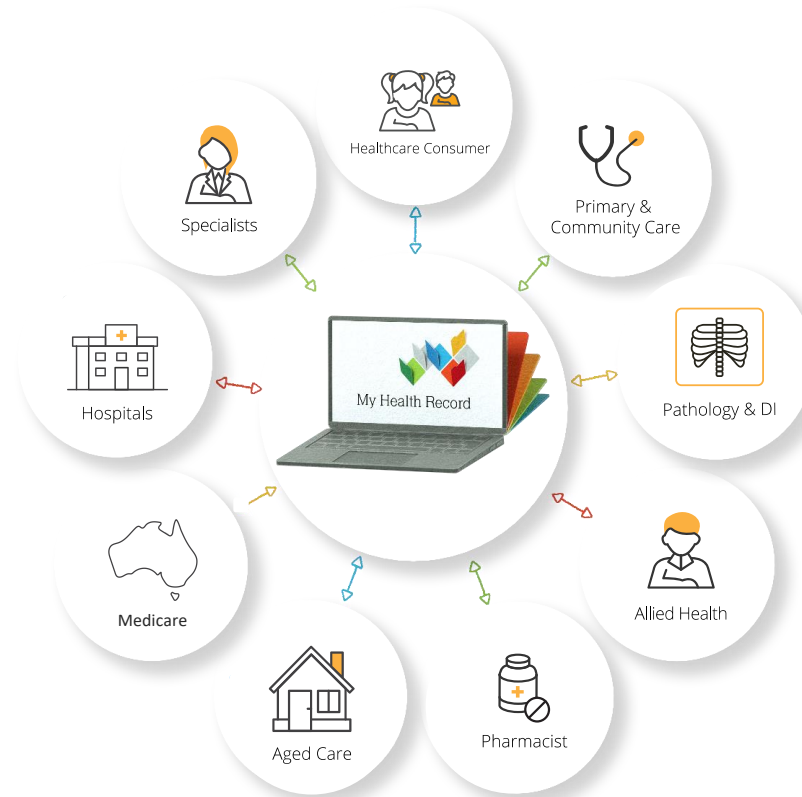 Healthcare Consumer
Specialists
Primary &
Community Care
My Health Record
Hospitals
Pathology & DI
Medicare
Allied Health
Aged Care
Pharmacist